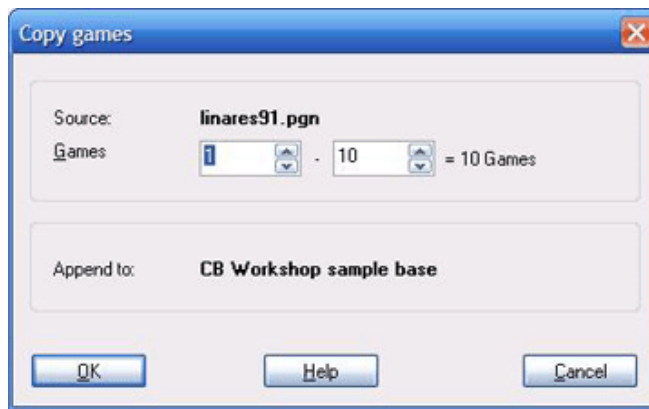 Copy games
Source: linares91.pgn
Games 1 - 10 = 10 Games
Append to: CB Workshop sample base
OK Help Cancel